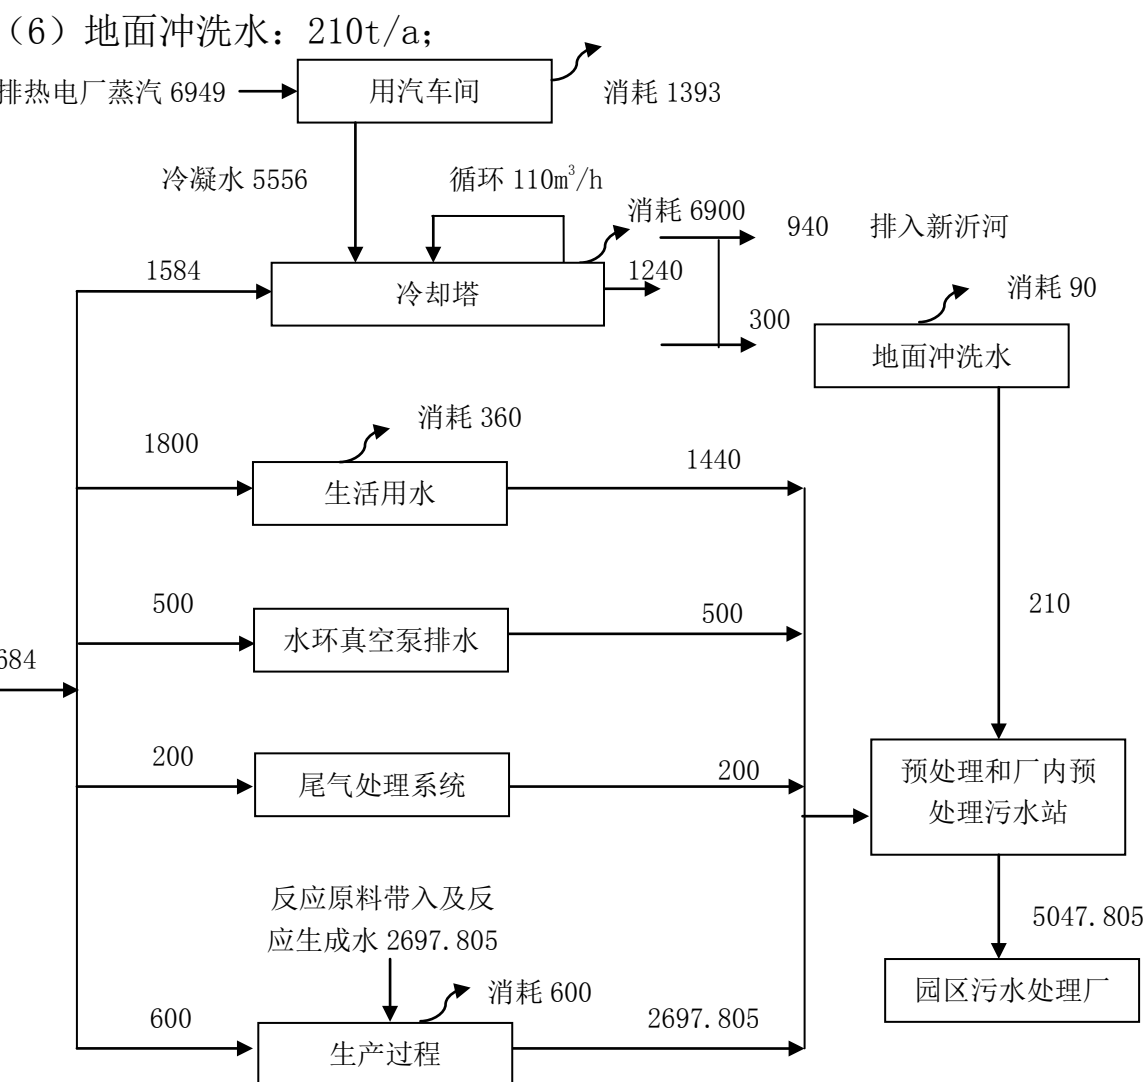 （6）地面冲洗水：210t/a；
排热电厂蒸汽 6949
用汽车间
消耗 1393
冷凝水 5556
循环 110m³/h
消耗 6900
940 排入新沂河
1584
冷却塔
1240
消耗 90
300
地面冲洗水
消耗 360
1800
1440
生活用水
500
500
210
水环真空泵排水
684
200
200
尾气处理系统
预处理和厂内预
处理污水站
反应原料带入及反
应生成水 2697.805
5047.805
消耗 600
园区污水处理厂
600
2697.805
生产过程